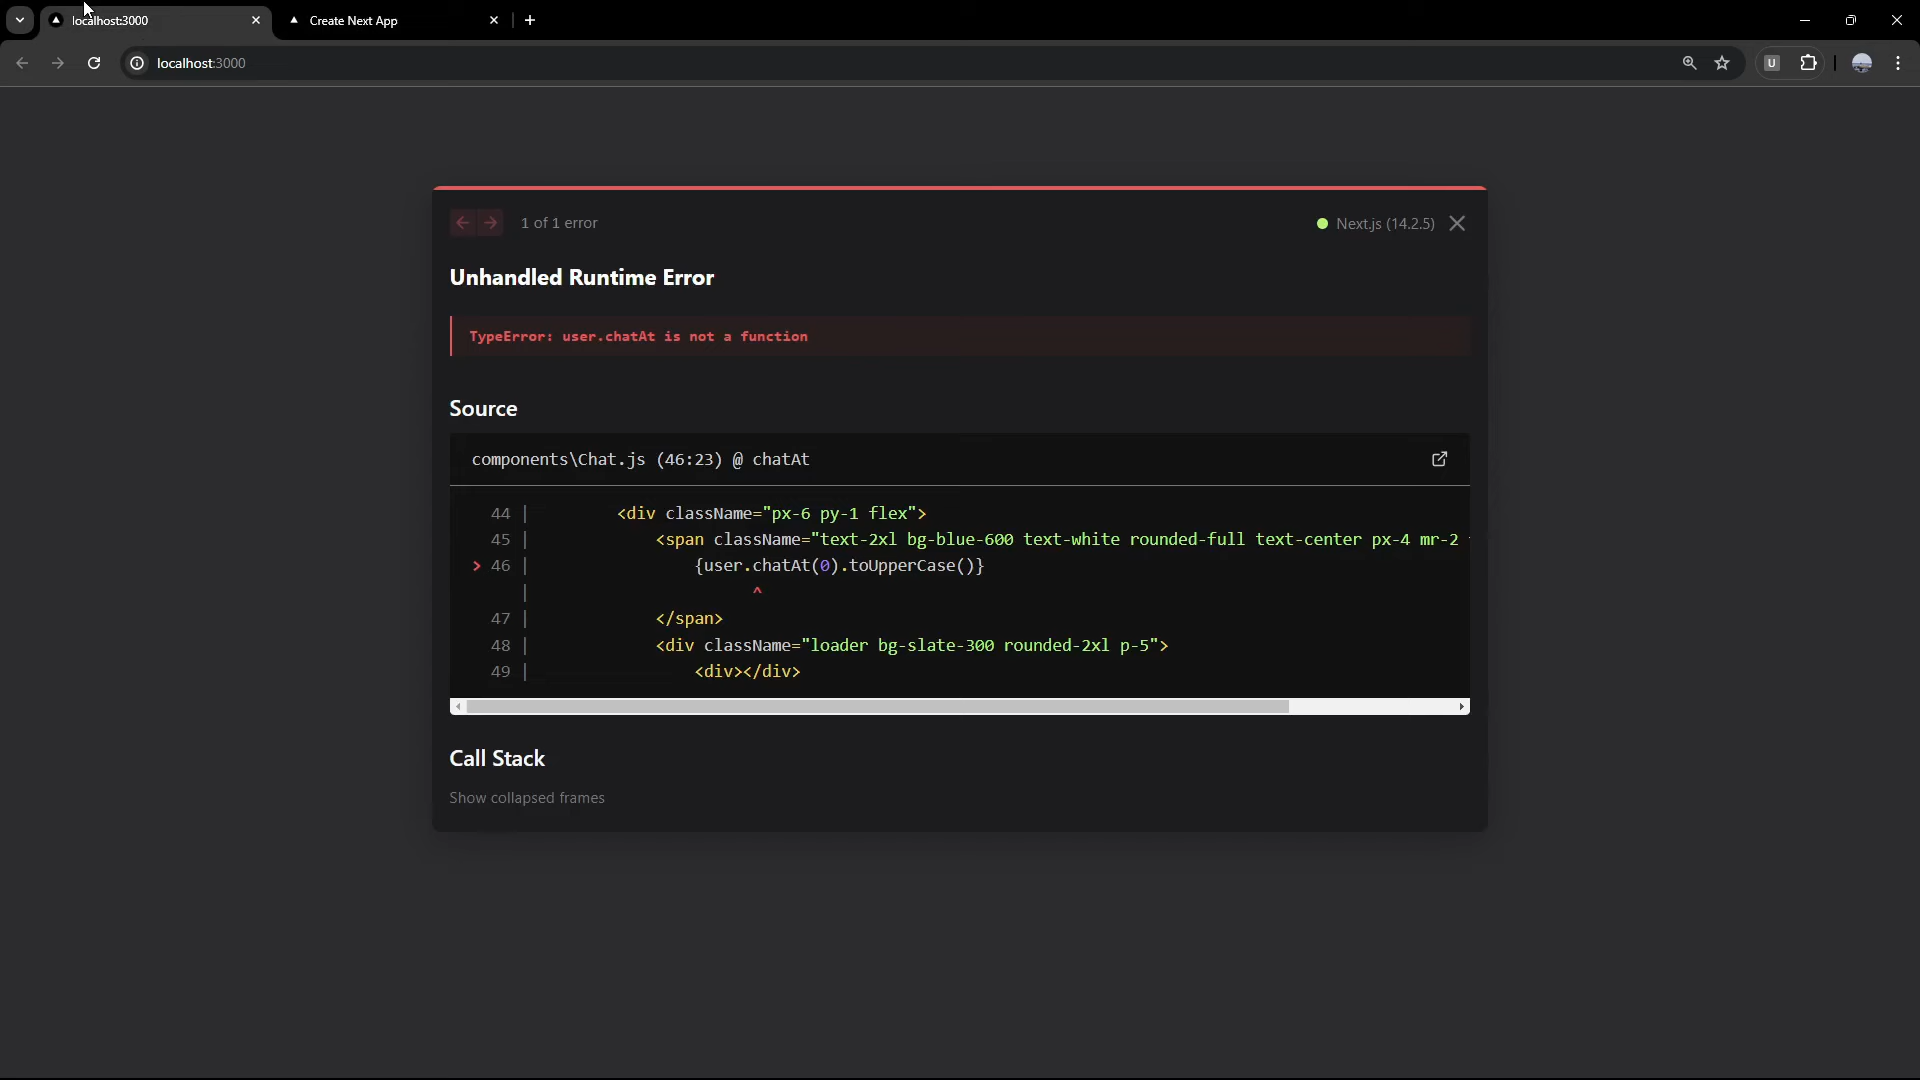 localhost:3000
Create Next App
localhost:3000
U
1 of 1 error
Next.js (14.2.5)
Unhandled Runtime Error
TypeError: user.chatAt is not a function
Source
components\Chat.js (46:23) @ chatAt
44 | <div className="px-6 py-1 flex">
45 | <span className="text-2xl bg-blue-600 text-white rounded-full text-center px-4 mr-2
> 46 | {user.chatAt(0).toUpperCase()}
| ^
47 | </span>
48 | <div className="loader bg-slate-300 rounded-2xl p-5">
49 | <div></div>
Call Stack
Show collapsed frames